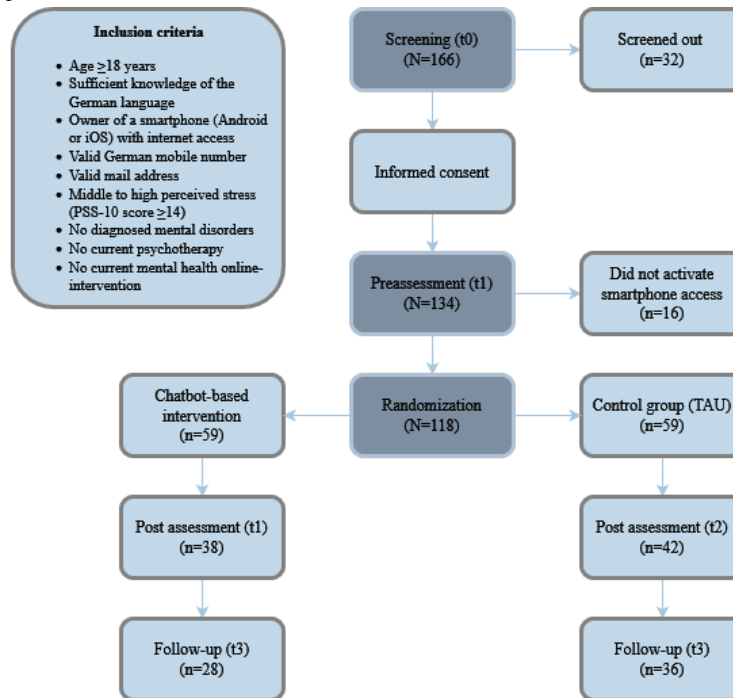 Inclusion criteria
• Age ≥18 years
• Sufficient knowledge of the
German language
• Owner of a smartphone (Android
or iOS) with internet access
• Valid German mobile number
• Valid mail address
• Middle to high perceived stress
(PSS-10 score ≥14)
• No diagnosed mental disorders
• No current psychotherapy
• No current mental health online-
intervention
Screening (t0)
(N=166)
Screened out
(n=32)
Informed consent
Preassessment (t1)
(N=134)
Did not activate
smartphone access
(n=16)
Chatbot-based
intervention
(n=59)
Randomization
(N=118)
Control group (TAU)
(n=59)
Post assessment (t1)
(n=38)
Post assessment (t2)
(n=42)
Follow-up (t3)
(n=28)
Follow-up (t3)
(n=36)